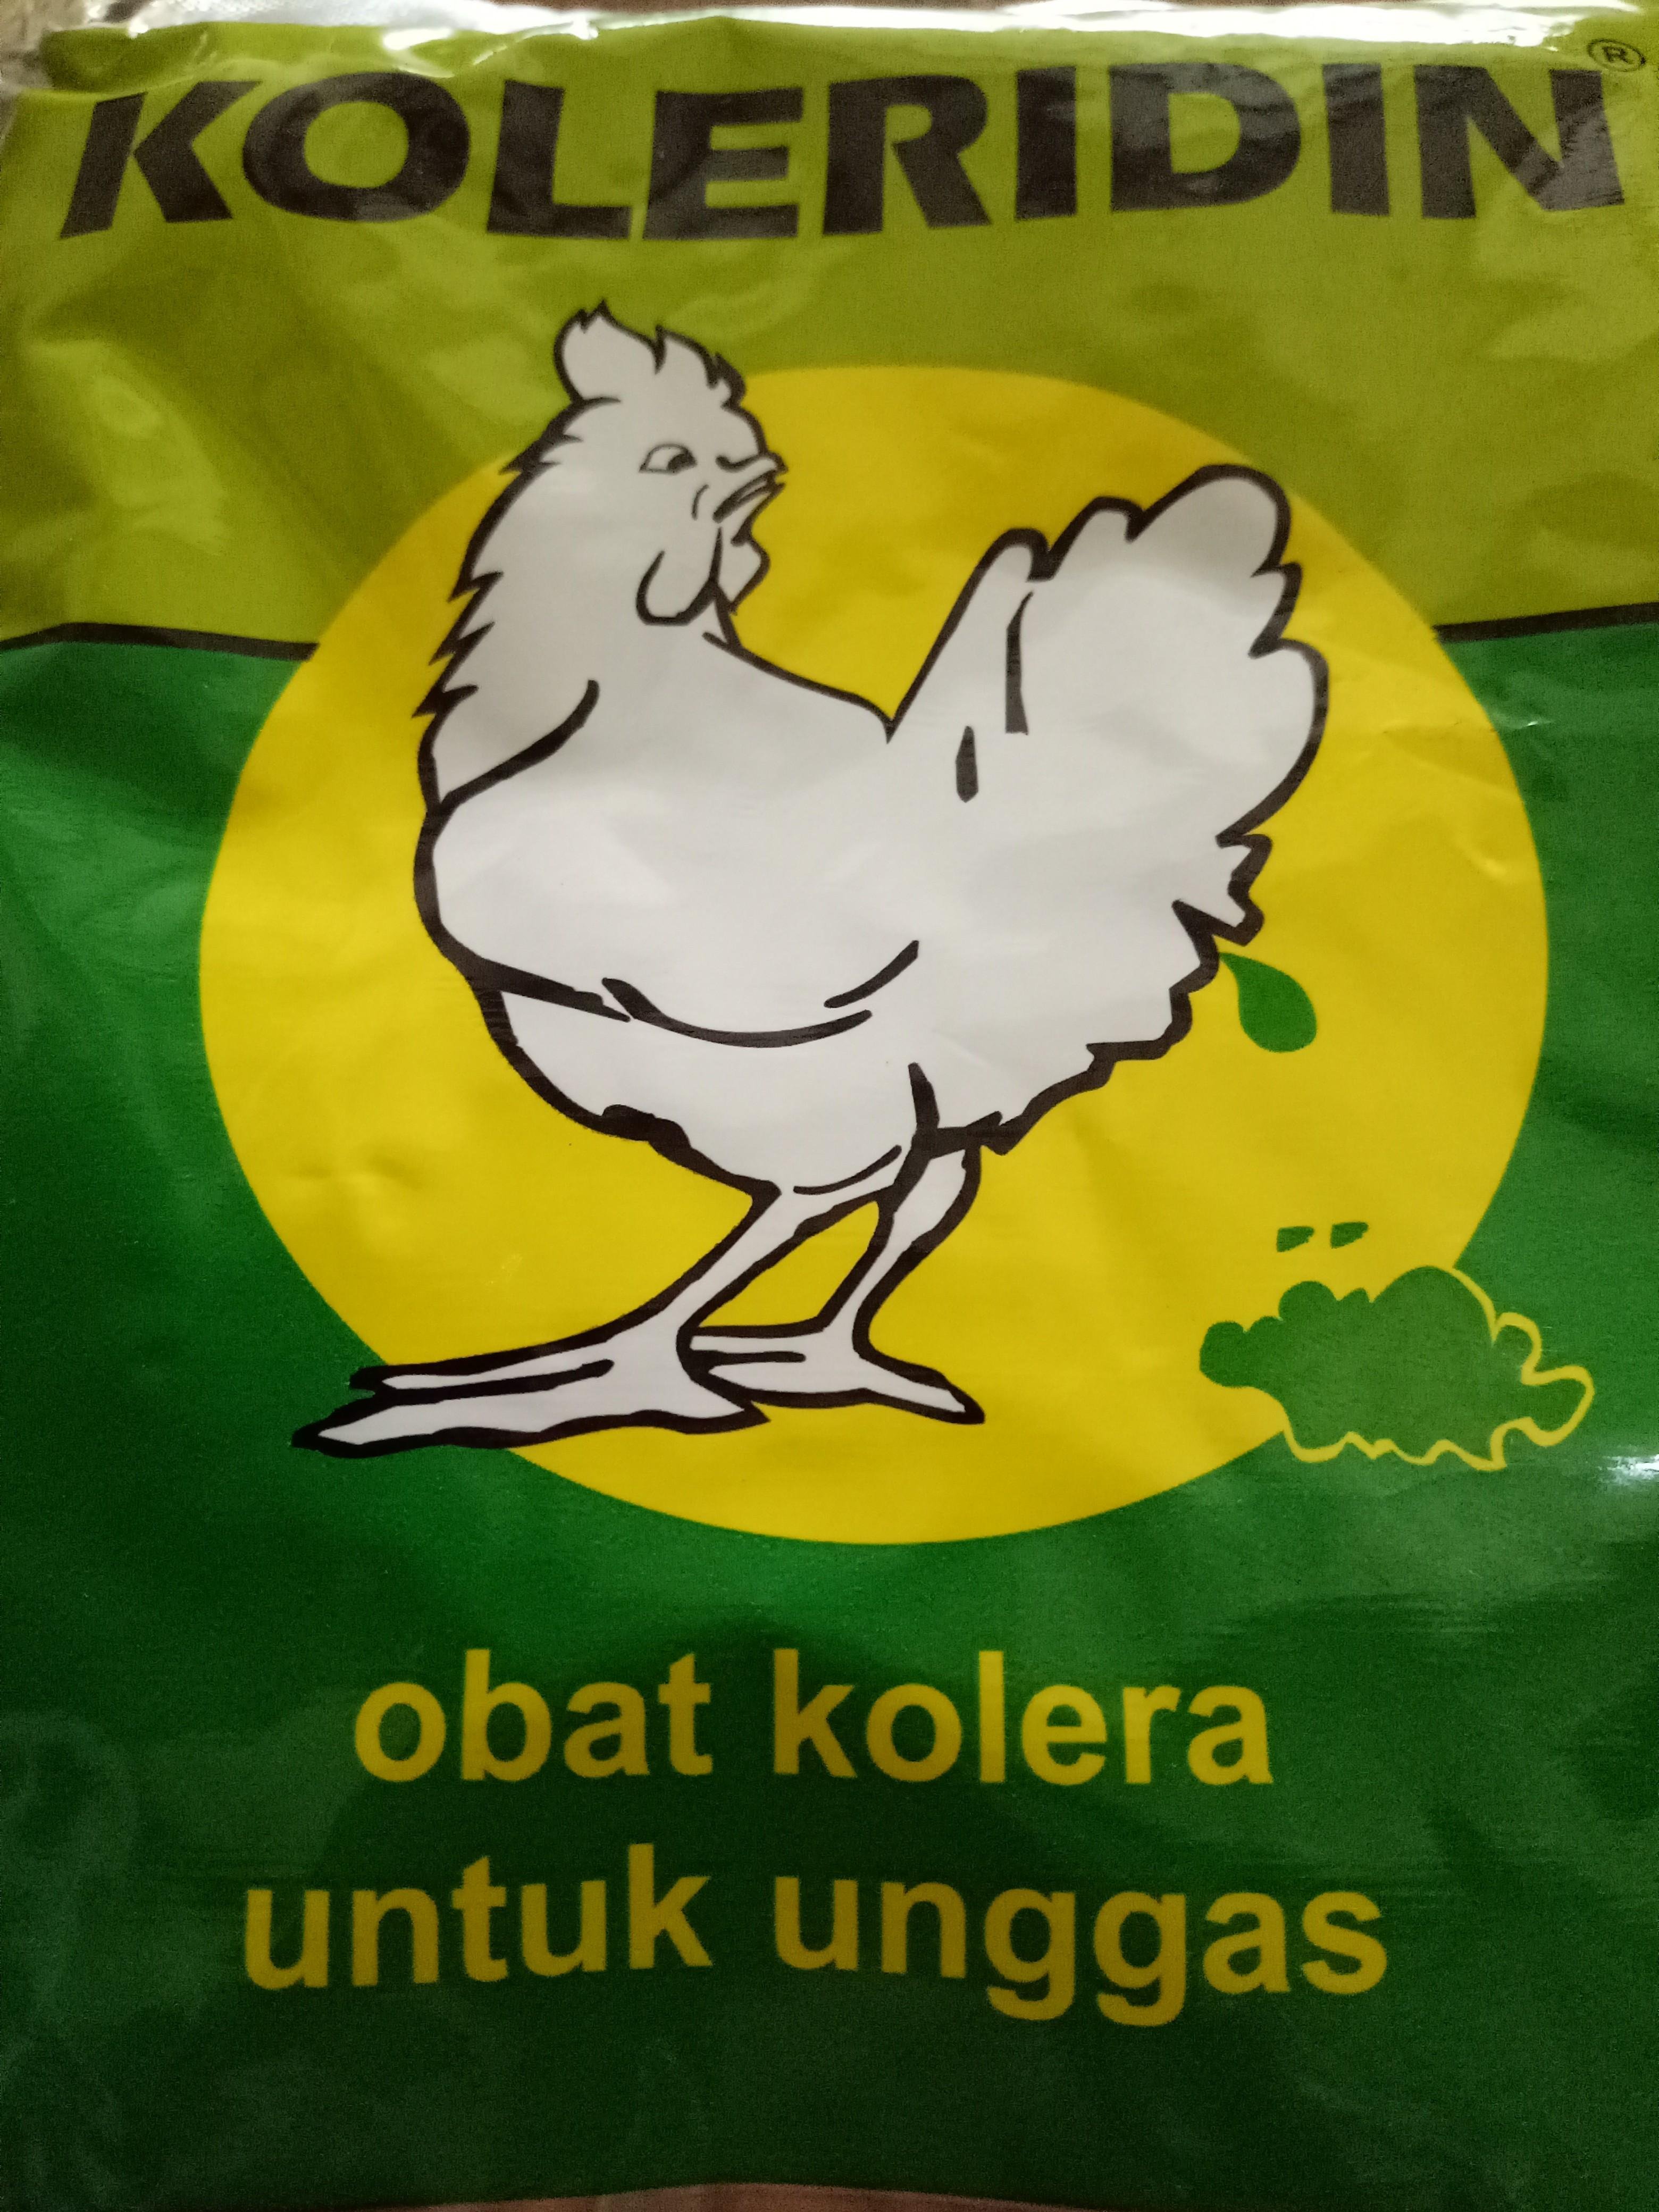 KOLERIDIN®
obat kolera
untuk unggas